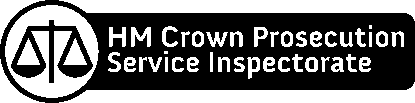 HM Crown Prosecution
Service Inspectorate